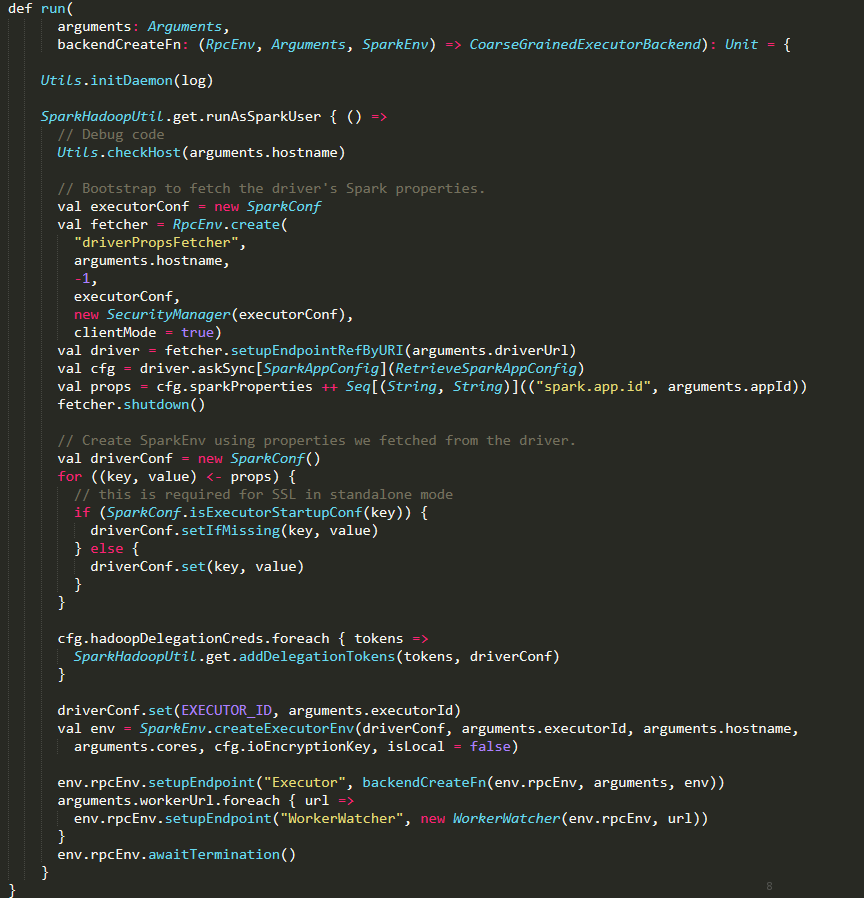 def run(
      arguments: Arguments,
      backendCreateFn: (RpcEnv, Arguments, SparkEnv) => CoarseGrainedExecutorBackend): Unit = {

    Utils.initDaemon(log)

    SparkHadoopUtil.get.runAsSparkUser { () =>
      // Debug code
      Utils.checkHost(arguments.hostname)

      // Bootstrap to fetch the driver's Spark properties.
      val executorConf = new SparkConf
      val fetcher = RpcEnv.create(
        "driverPropsFetcher",
        arguments.hostname,
        -1,
        executorConf,
        new SecurityManager(executorConf),
        clientMode = true)
      val driver = fetcher.setupEndpointRefByURI(arguments.driverUrl)
      val cfg = driver.askSync[SparkAppConfig](RetrieveSparkAppConfig)
      val props = cfg.sparkProperties ++ Seq[(String, String)](("spark.app.id", arguments.appId))
      fetcher.shutdown()

      // Create SparkEnv using properties we fetched from the driver.
      val driverConf = new SparkConf()
      for ((key, value) <- props) {
        // this is required for SSL in standalone mode
        if (SparkConf.isExecutorStartupConf(key)) {
          driverConf.setIfMissing(key, value)
        } else {
          driverConf.set(key, value)
        }
      }

      cfg.hadoopDelegationCreds.foreach { tokens =>
        SparkHadoopUtil.get.addDelegationTokens(tokens, driverConf)
      }

      driverConf.set(EXECUTOR_ID, arguments.executorId)
      val env = SparkEnv.createExecutorEnv(driverConf, arguments.executorId, arguments.hostname,
        arguments.cores, cfg.ioEncryptionKey, isLocal = false)

      env.rpcEnv.setupEndpoint("Executor", backendCreateFn(env.rpcEnv, arguments, env))
      arguments.workerUrl.foreach { url =>
        env.rpcEnv.setupEndpoint("WorkerWatcher", new WorkerWatcher(env.rpcEnv, url))
      }
      env.rpcEnv.awaitTermination()
    }
}
8